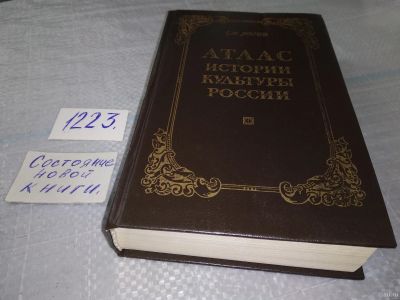 АТЛАС
ИСТОРИИ
КУЛЬТУРЫ
РОССИИ
1223.
Состояние
новой
книги.